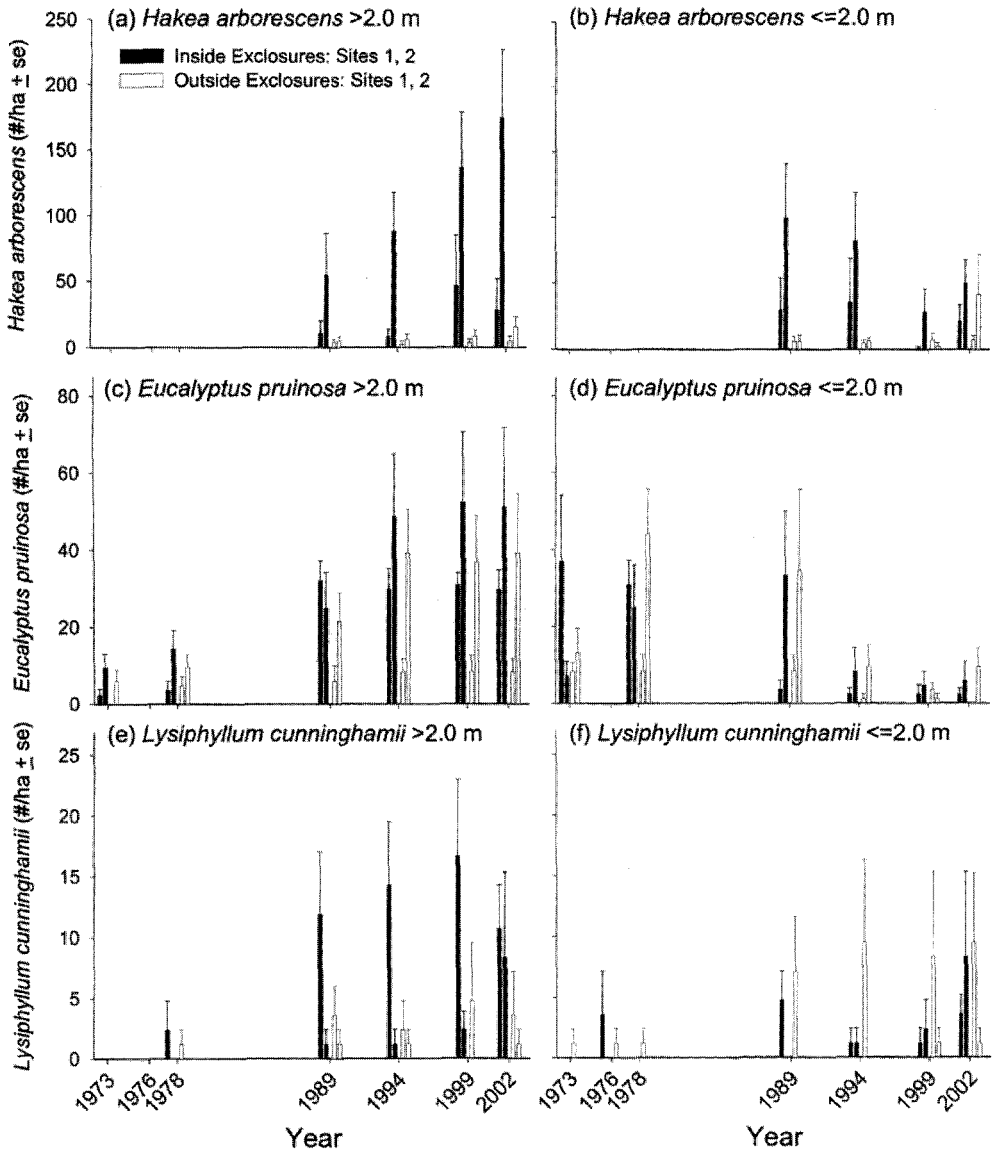 (a) Hakea arborescens >2.0 m
(b) Hakea arborescens <=2.0 m
Inside Exclosures: Sites 1, 2
Outside Exclosures: Sites 1, 2
Hakea arborescens (#/ha ± se)
250
200
150
100
50
0
(c) Eucalyptus pruinosa >2.0 m
(d) Eucalyptus pruinosa <=2.0 m
Eucalyptus pruinosa (#/ha ± se)
80
60
40
20
0
(e) Lysiphyllum cunninghamii >2.0 m
(f) Lysiphyllum cunninghamii <=2.0 m
Lysiphyllum cunninghamii (#/ha ± se)
25
20
15
10
5
0
1973 1976 1978 1989 1994 1999 2002
1973 1976 1978 1989 1994 1999 2002
Year
Year